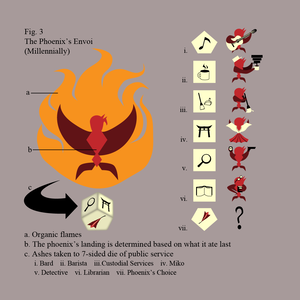 Fig. 3
The Phoenix's Envoi
(Millennially)
i.
ii.
iii.
iv.
v.
vi.
vii.
a
b
c
?
a. Organic flames
b. The phoenix's landing is determined based on what it ate last
c. Ashes taken to 7-sided die of public service
i. Bard ii. Barista iii.Custodial Services iv. Miko
v. Detective vi. Librarian vii. Phoenix's Choice